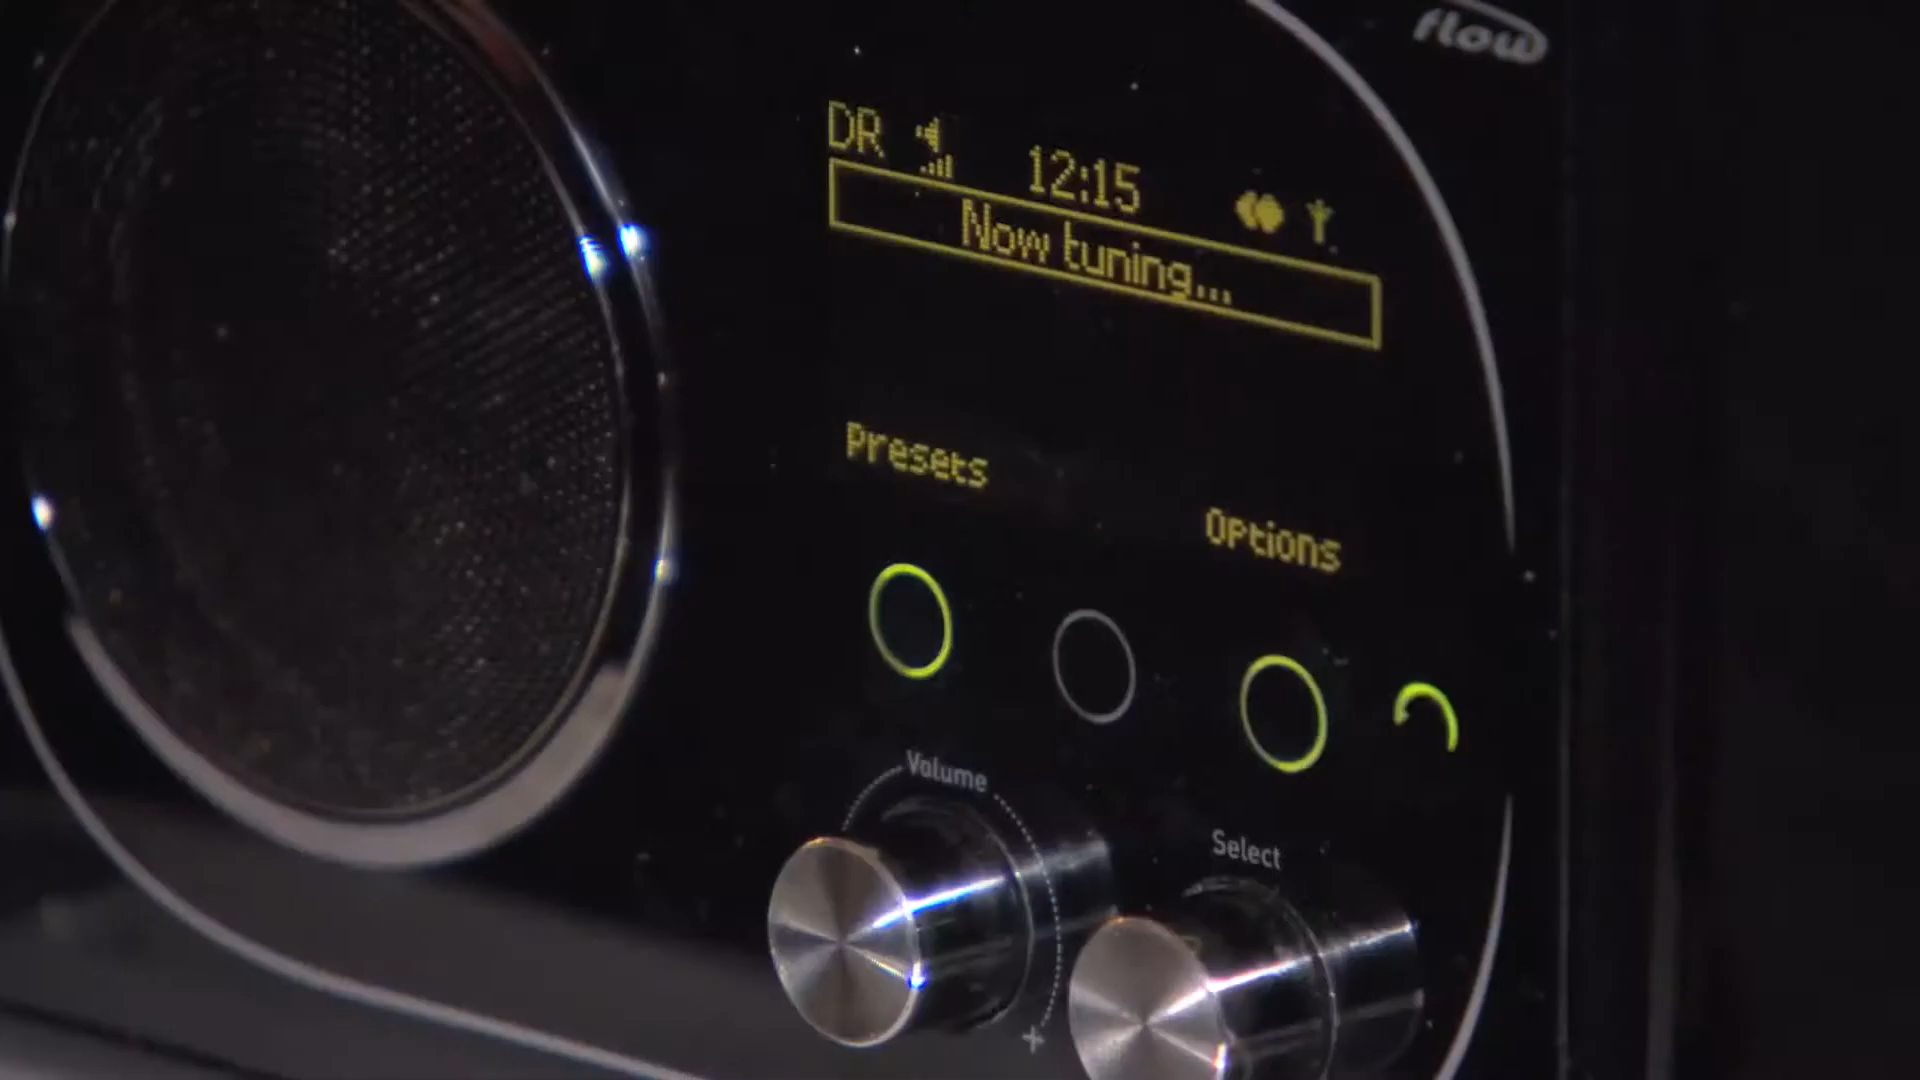 flow
DR 12:15
Now tuning...
Presets
Options
Volume
Select
+